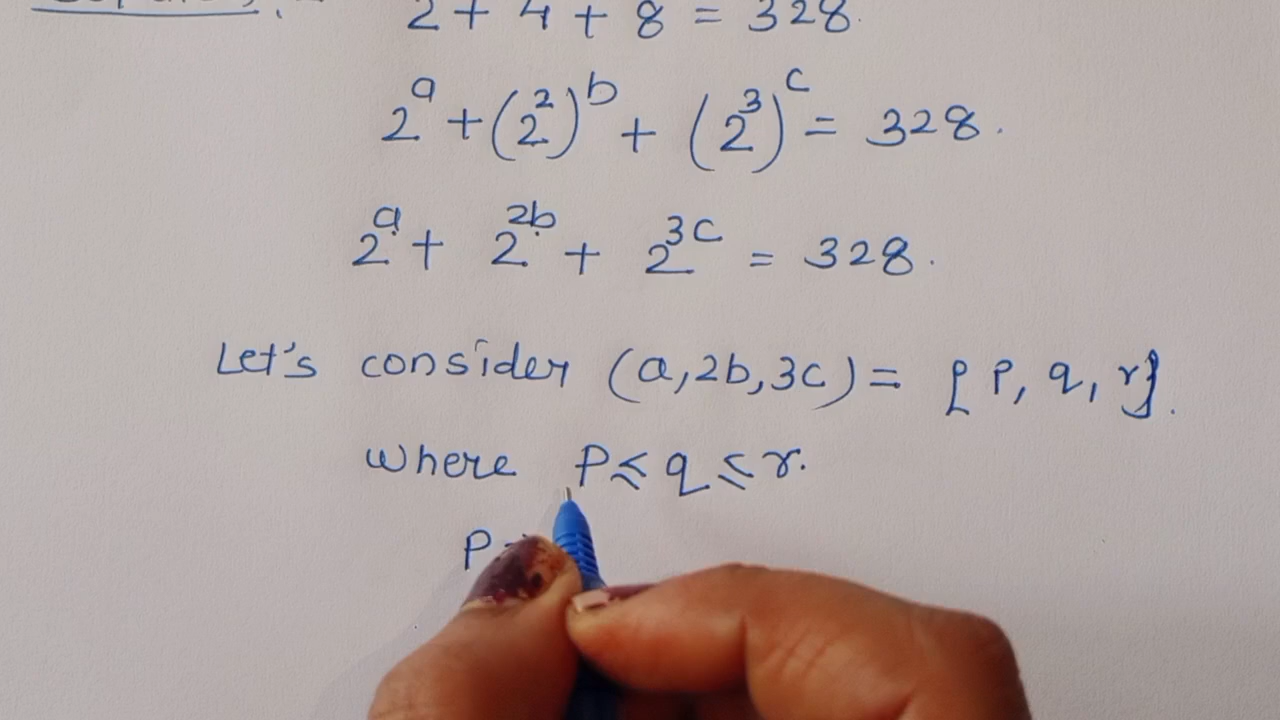 2 + 4 + 8 = 328.
2^a + (2^2)^b + (2^3)^c = 328.
2^a + 2^2b + 2^3c = 328.
Let's consider (a, 2b, 3c) = {P, q, r}.
where P ≤ q ≤ r.
P